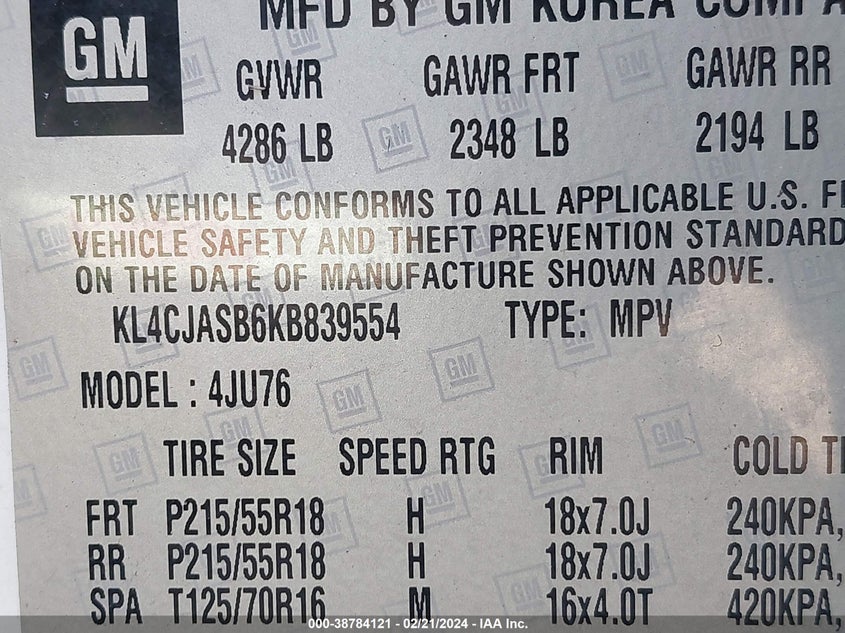 GM
MFD BY GM KOREA COMPA
GVWR GAWR FRT GAWR RR
4286 LB 2348 LB 2194 LB
THIS VEHICLE CONFORMS TO ALL APPLICABLE U.S. FE
VEHICLE SAFETY AND THEFT PREVENTION STANDARD
ON THE DATE OF MANUFACTURE SHOWN ABOVE.
KL4CJASB6KB839554 TYPE: MPV
MODEL : 4JU76
TIRE SIZE SPEED RTG RIM COLD TI
FRT P215/55R18 H 18x7.0J 240KPA,
RR P215/55R18 H 18x7.0J 240KPA,
SPA T125/70R16 M 16x4.0T 420KPA,
000-38784121 - 02/21/2024 - IAA Inc.